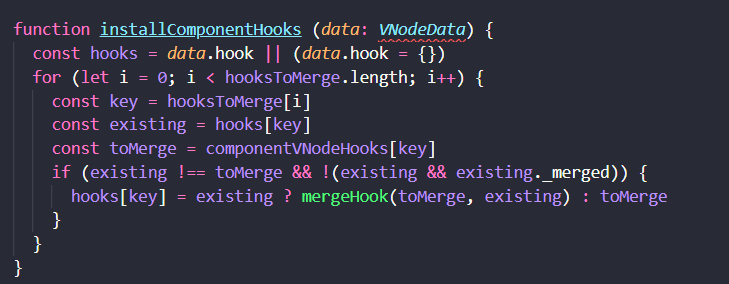 function installComponentHooks (data: VNodeData) {
  const hooks = data.hook || (data.hook = {})
  for (let i = 0; i < hooksToMerge.length; i++) {
    const key = hooksToMerge[i]
    const existing = hooks[key]
    const toMerge = componentVNodeHooks[key]
    if (existing !== toMerge && !(existing && existing._merged)) {
      hooks[key] = existing ? mergeHook(toMerge, existing) : toMerge
    }
  }
}